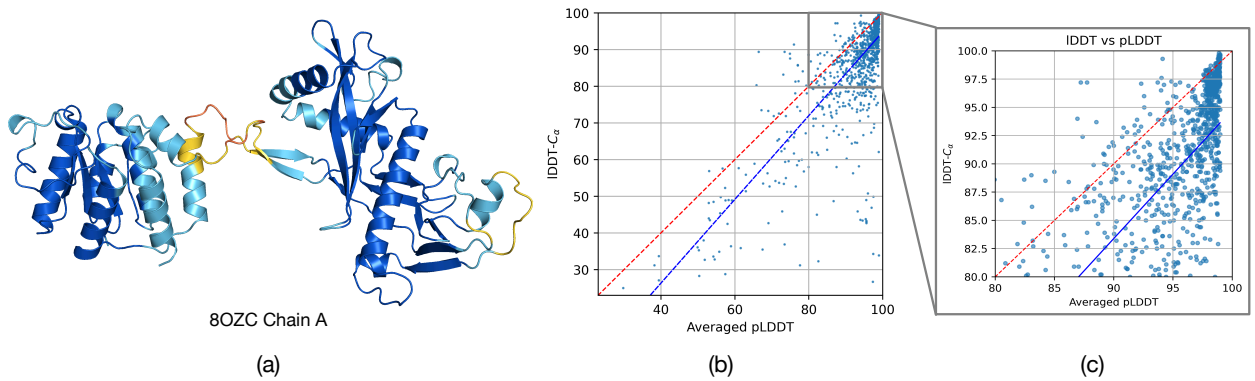 8OZC Chain A
(a)
100
90
80
70
60
50
40
30
lDDT-Cα
40
60
80
100
Averaged pLDDT
(b)
lDDT vs pLDDT
100.0
97.5
95.0
92.5
90.0
87.5
85.0
82.5
80.0
lDDT-Cα
80
85
90
95
100
Averaged pLDDT
(c)